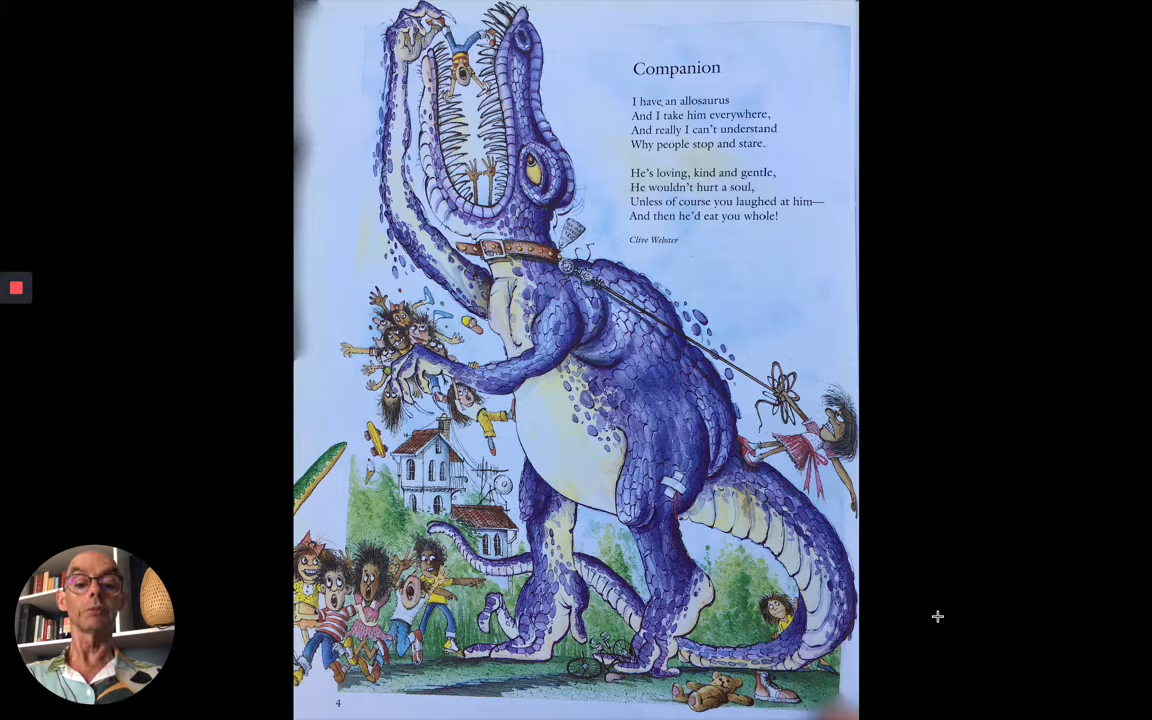 Companion
I have an allosaurus
And I take him everywhere,
And really I can't understand
Why people stop and stare.
He's loving, kind and gentle,
He wouldn't hurt a soul,
Unless of course you laughed at him—
And then he'd eat you whole!
Clive Webster
4